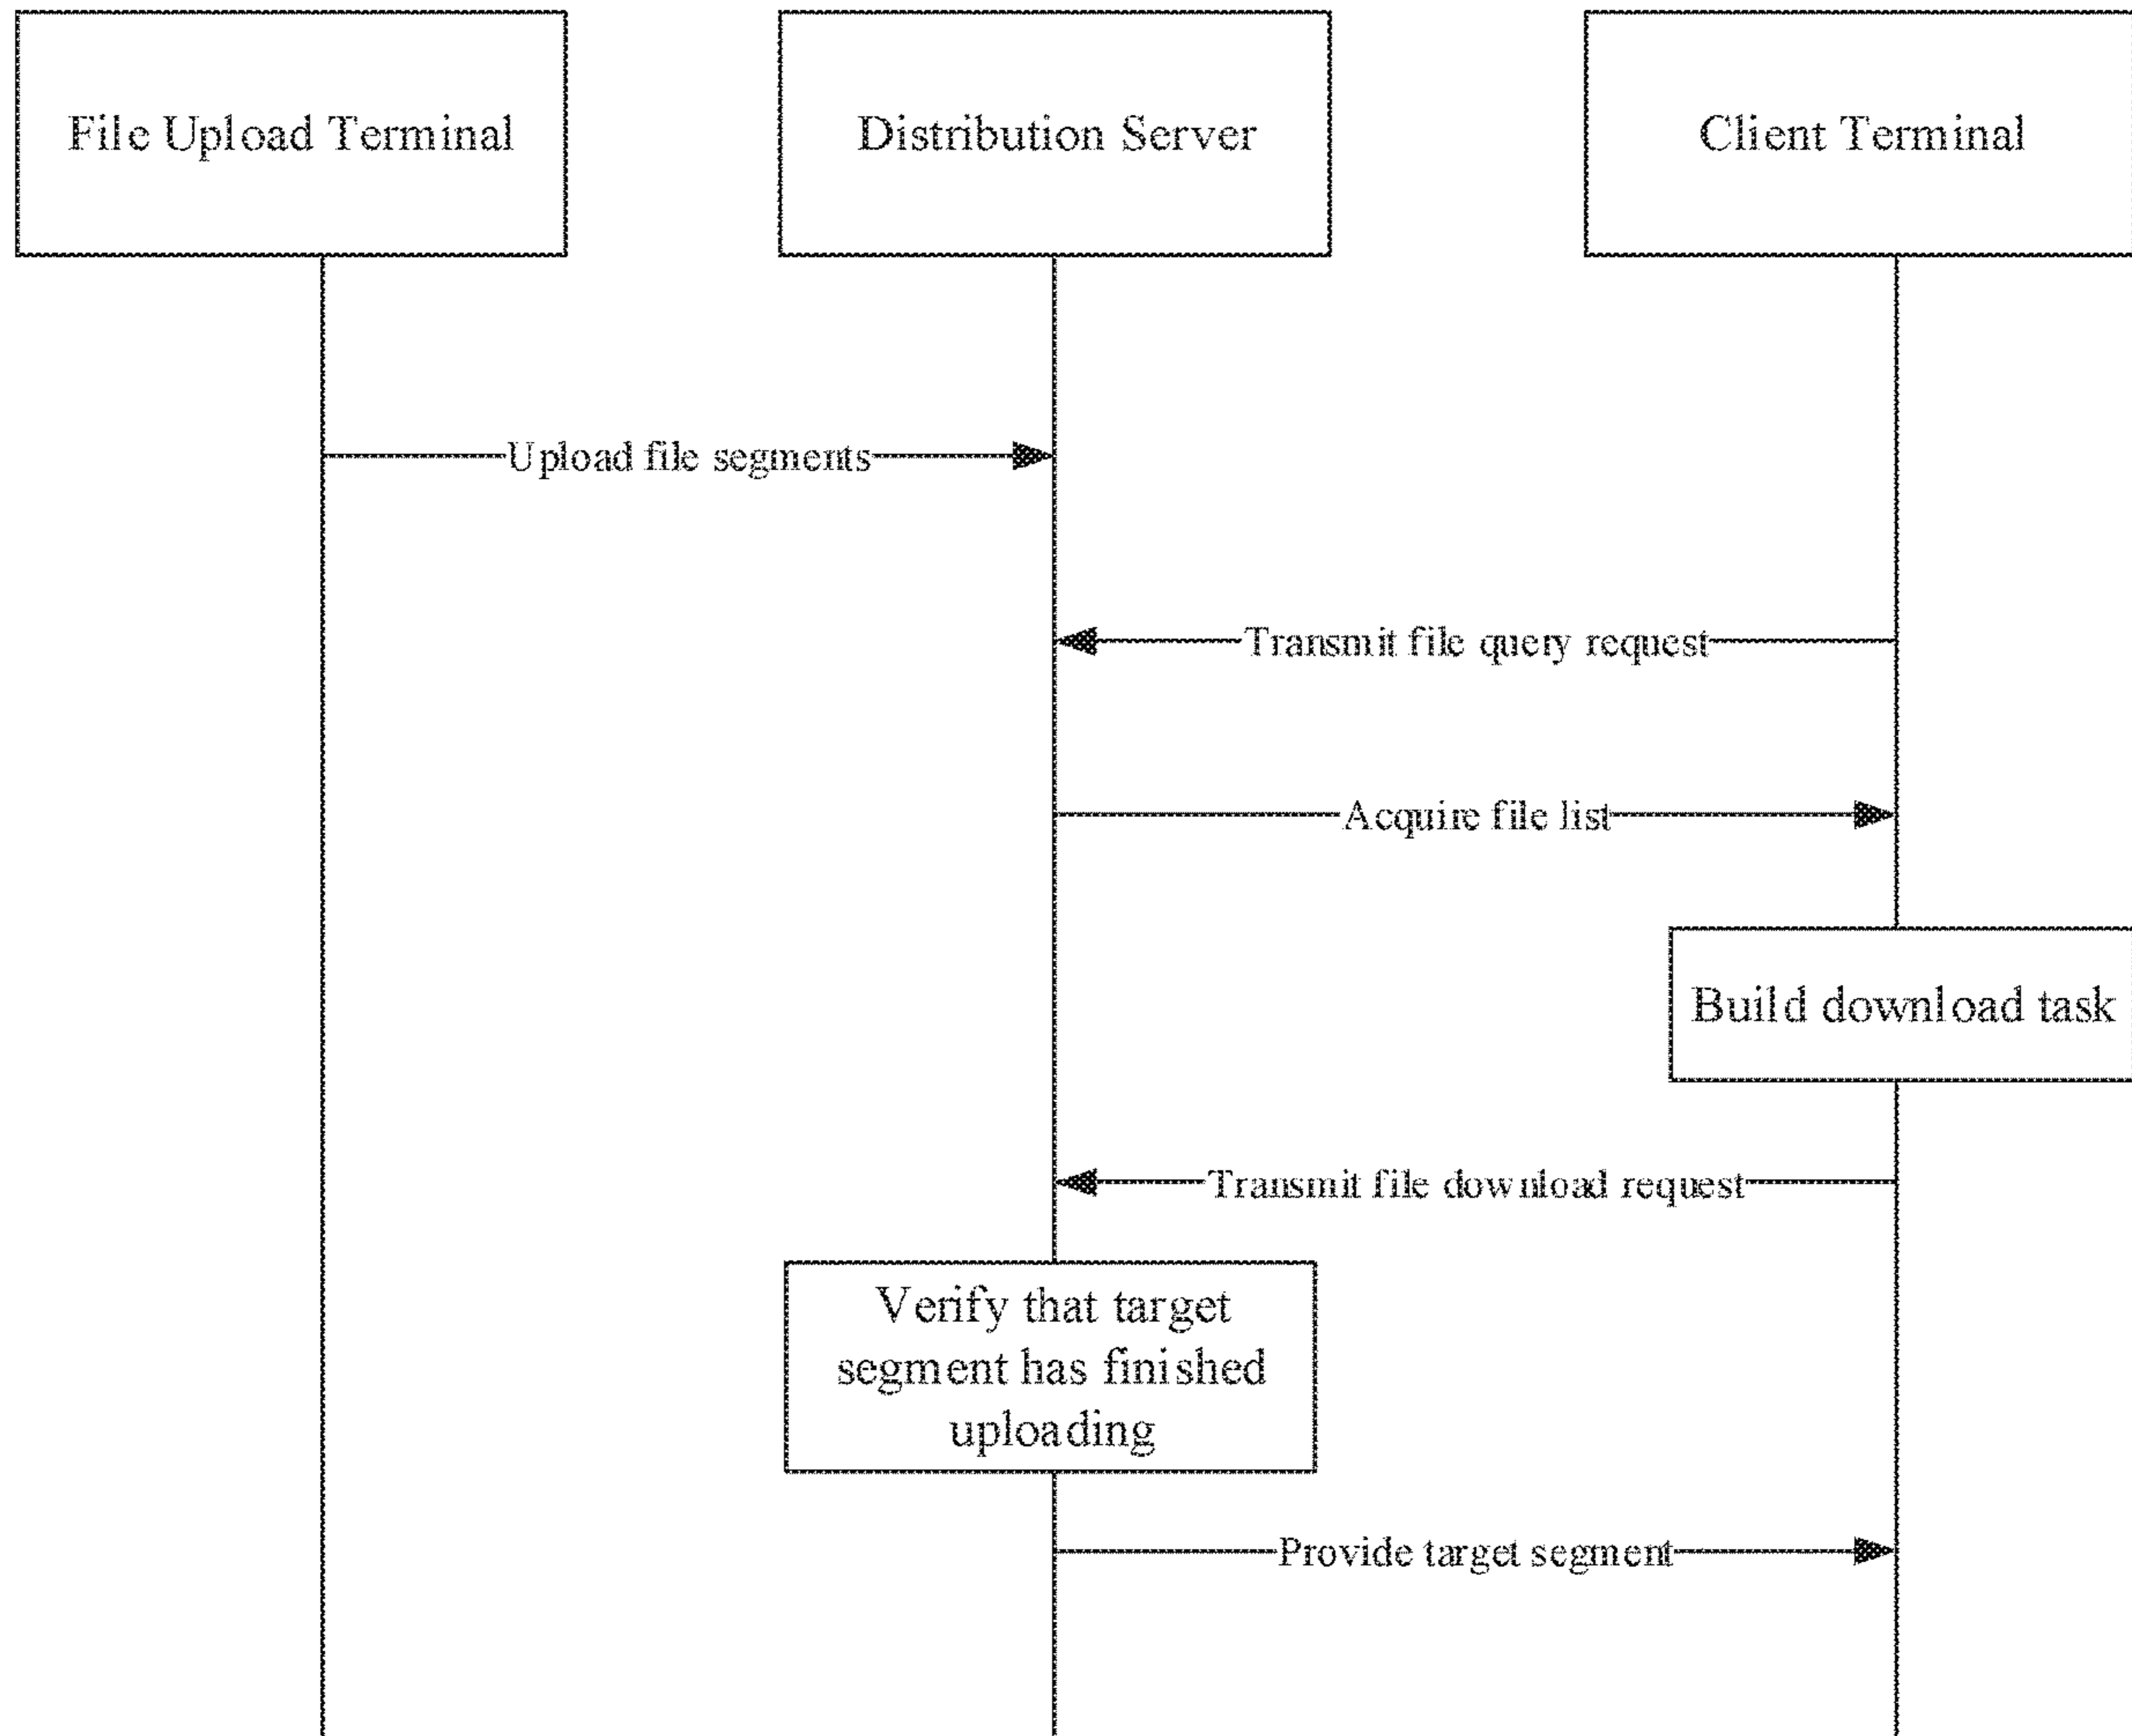 File Upload Terminal
Distribution Server
Client Terminal
Upload file segments
Transmit file query request
Acquire file list
Build download task
Transmit file download request
Verify that target
segment has finished
uploading
Provide target segment